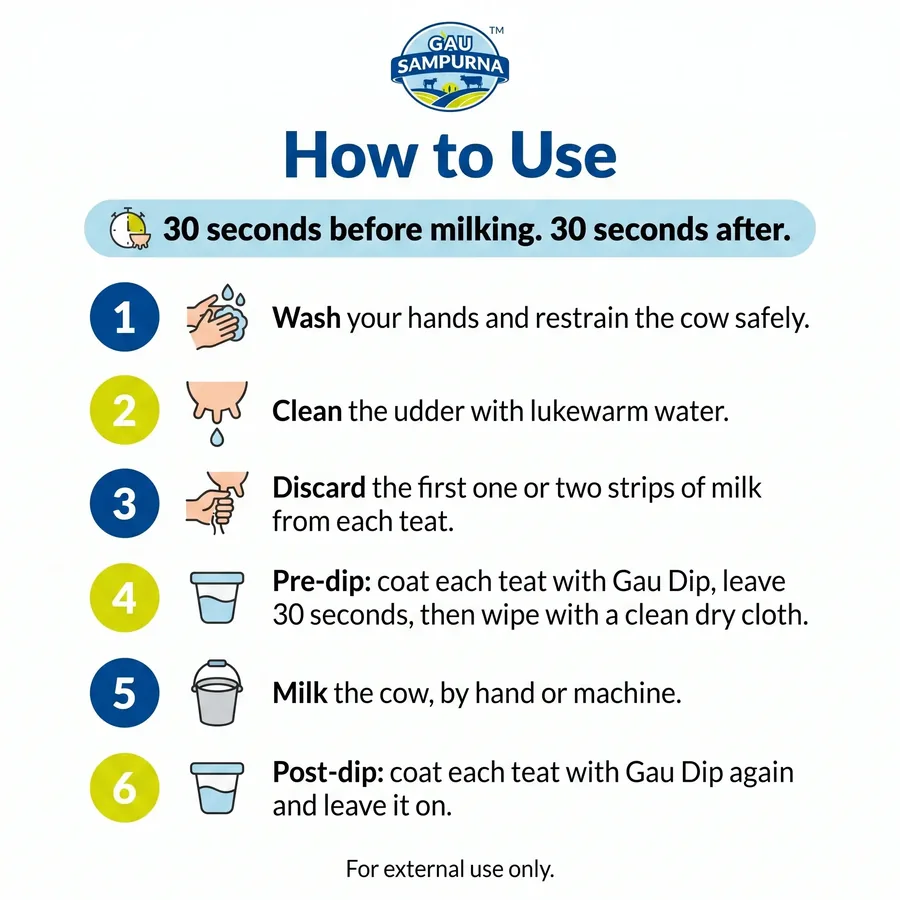 GAU
SAMPURNA
TM
How to Use
30 seconds before milking. 30 seconds after.
1
Wash your hands and restrain the cow safely.
2
Clean the udder with lukewarm water.
3
Discard the first one or two strips of milk
from each teat.
4
Pre-dip: coat each teat with Gau Dip, leave
30 seconds, then wipe with a clean dry cloth.
5
Milk the cow, by hand or machine.
6
Post-dip: coat each teat with Gau Dip again
and leave it on.
For external use only.